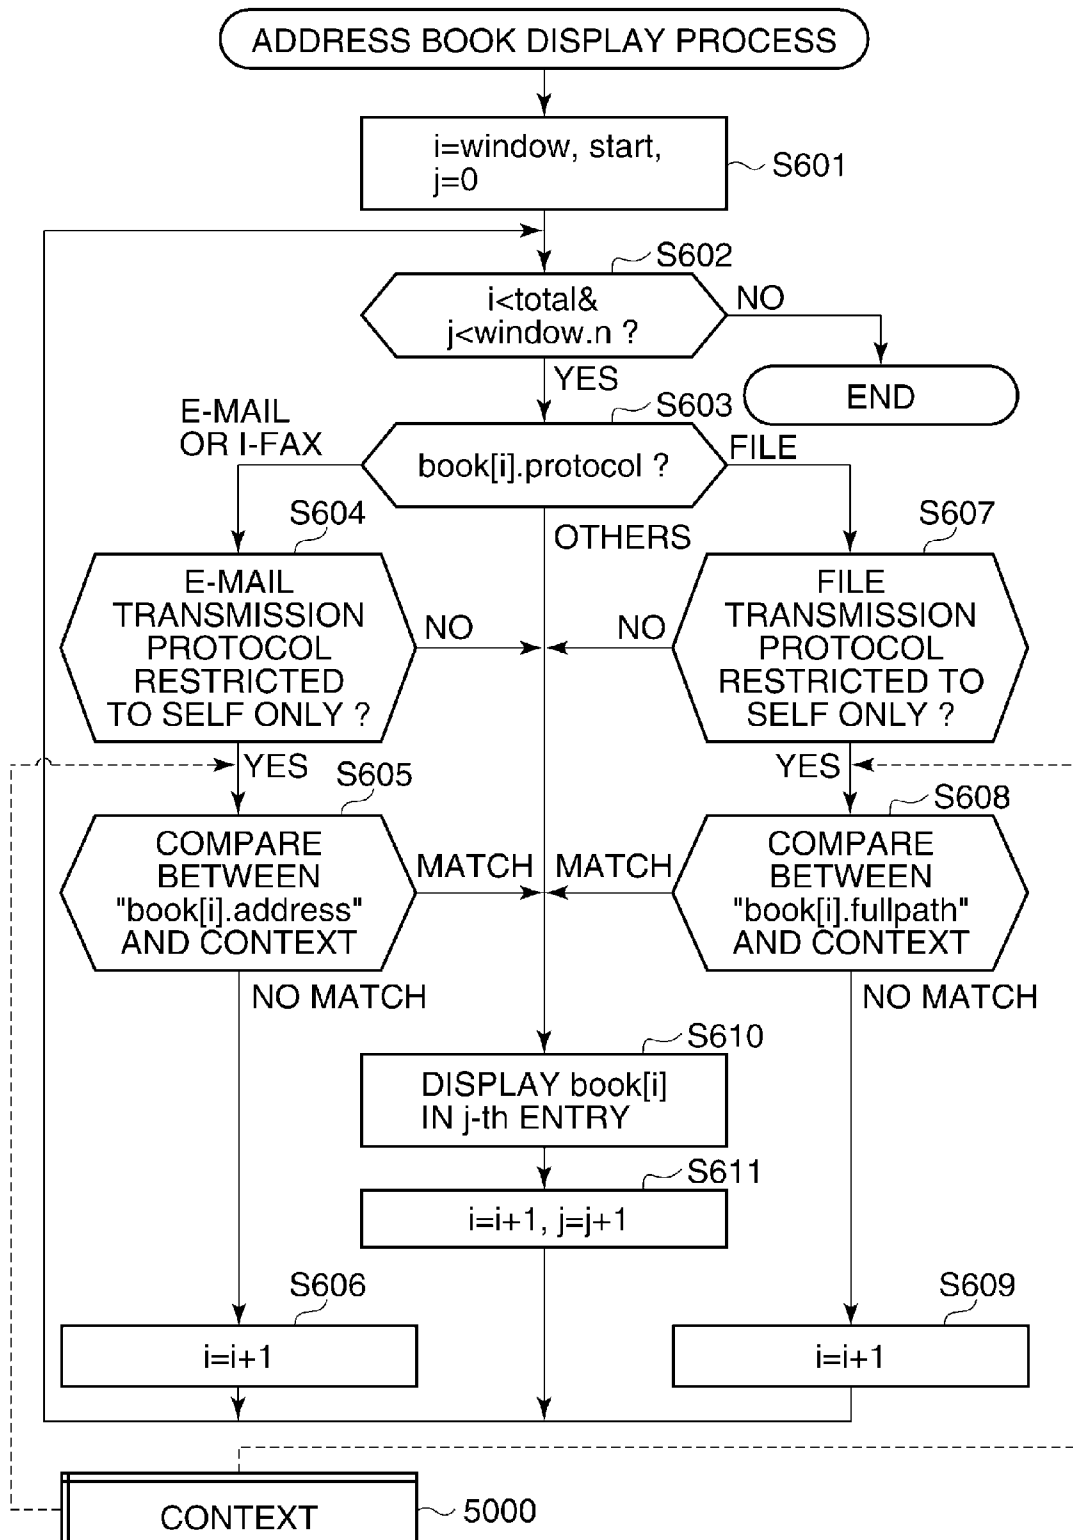 ADDRESS BOOK DISPLAY PROCESS
i=window, start,
j=0
S601
S602
i<total&
j<window.n ?
NO
YES
END
S603
E-MAIL
OR I-FAX
book[i].protocol ?
FILE
OTHERS
S604
S607
E-MAIL
TRANSMISSION
PROTOCOL
RESTRICTED
TO SELF ONLY ?
NO
NO
FILE
TRANSMISSION
PROTOCOL
RESTRICTED TO
SELF ONLY ?
YES
YES
S605
S608
COMPARE
BETWEEN
"book[i].address"
AND CONTEXT
MATCH
MATCH
COMPARE
BETWEEN
"book[i].fullpath"
AND CONTEXT
NO MATCH
NO MATCH
S610
DISPLAY book[i]
IN j-th ENTRY
S611
i=i+1, j=j+1
S606
S609
i=i+1
i=i+1
CONTEXT
5000